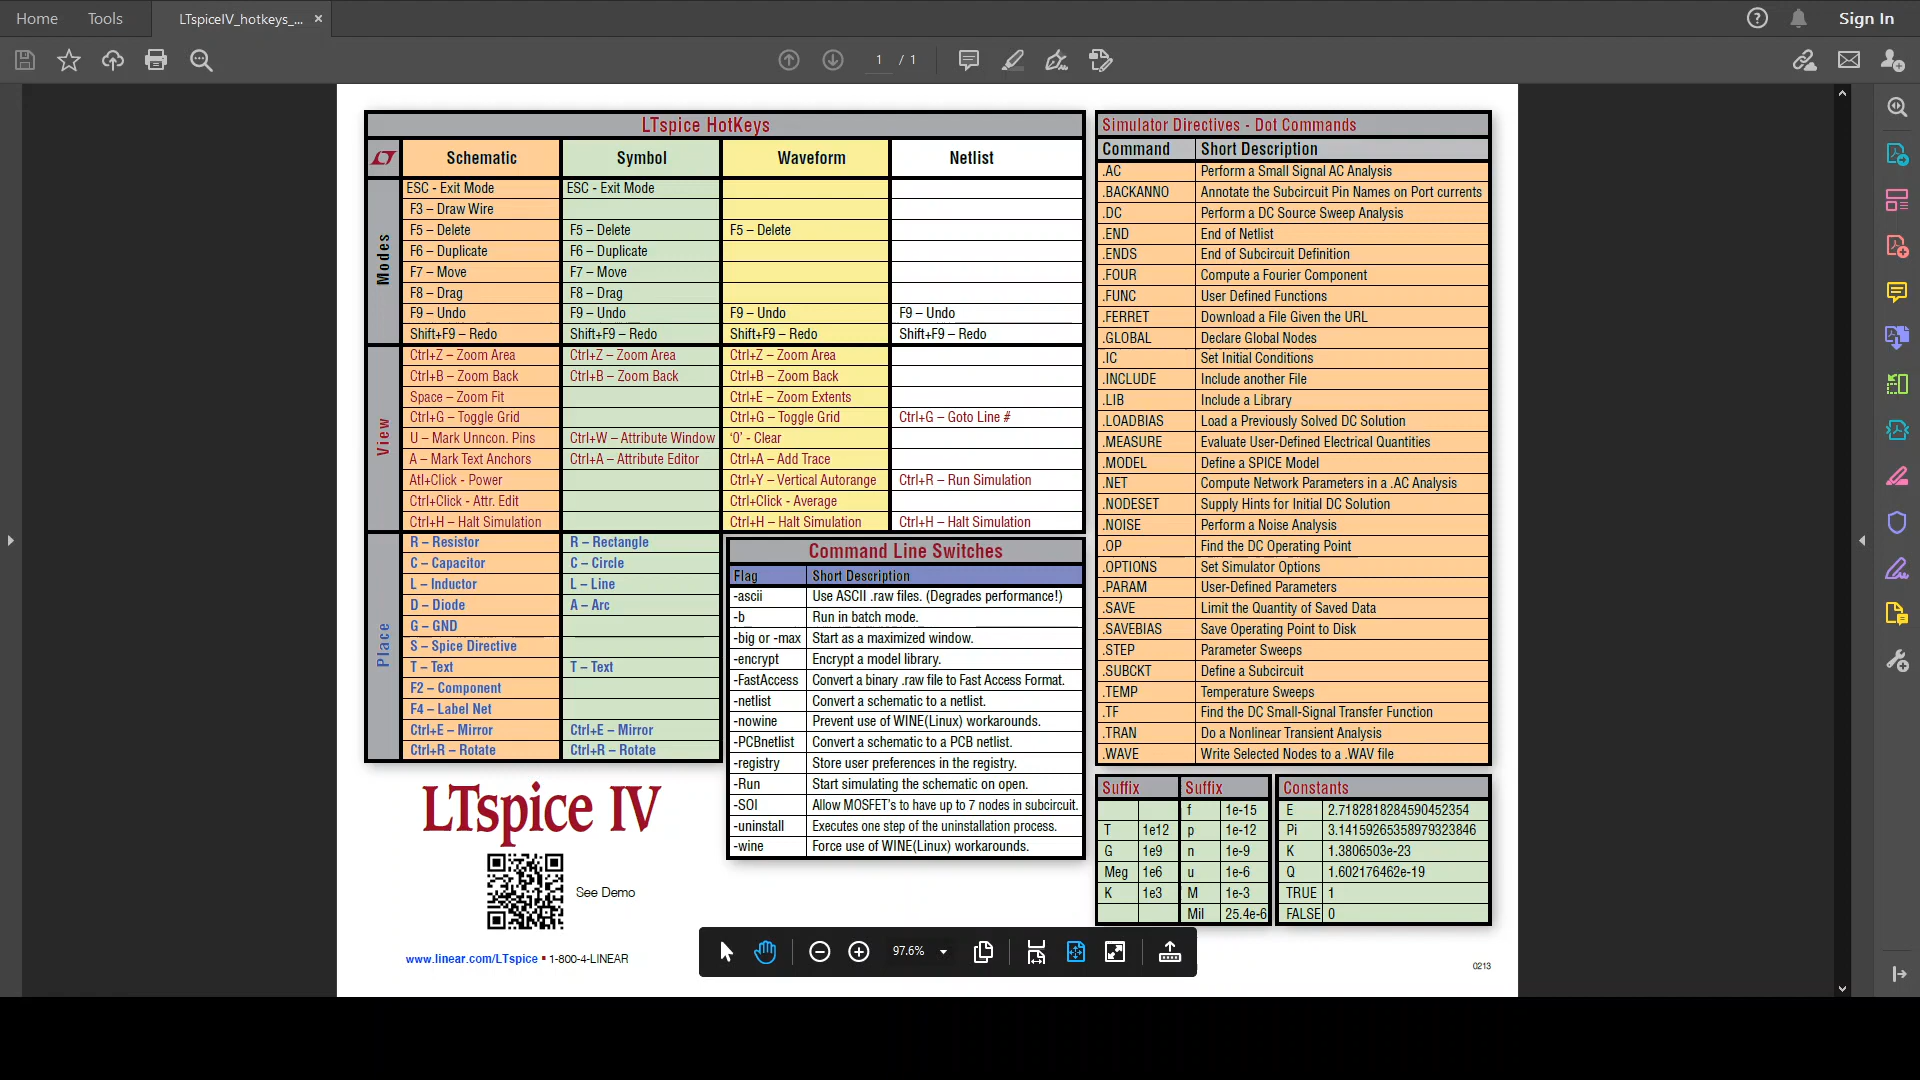 Home Tools LTspiceIV_hotkeys_... × Sign In
1 / 1
LTspice HotKeys
Schematic Symbol Waveform Netlist
Modes
ESC - Exit Mode ESC - Exit Mode
F3 – Draw Wire
F5 – Delete F5 – Delete F5 – Delete
F6 – Duplicate F6 – Duplicate
F7 – Move F7 – Move
F8 – Drag F8 – Drag
F9 – Undo F9 – Undo F9 – Undo F9 – Undo
Shift+F9 – Redo Shift+F9 – Redo Shift+F9 – Redo Shift+F9 – Redo
View
Ctrl+Z – Zoom Area Ctrl+Z – Zoom Area Ctrl+Z – Zoom Area
Ctrl+B – Zoom Back Ctrl+B – Zoom Back Ctrl+B – Zoom Back
Space – Zoom Fit Ctrl+E – Zoom Extents
Ctrl+G – Toggle Grid Ctrl+G – Toggle Grid Ctrl+G – Goto Line #
U – Mark Unncon. Pins Ctrl+W – Attribute Window ‘0’ - Clear
A – Mark Text Anchors Ctrl+A – Attribute Editor Ctrl+A – Add Trace
Atl+Click - Power Ctrl+Y – Vertical Autorange Ctrl+R – Run Simulation
Ctrl+Click - Attr. Edit Ctrl+Click - Average
Ctrl+H – Halt Simulation Ctrl+H – Halt Simulation Ctrl+H – Halt Simulation
Place
R – Resistor R – Rectangle
C – Capacitor C – Circle
L – Inductor L – Line
D – Diode A – Arc
G – GND
S – Spice Directive
T – Text T – Text
F2 – Component
F4 – Label Net
Ctrl+E – Mirror Ctrl+E – Mirror
Ctrl+R – Rotate Ctrl+R – Rotate
Command Line Switches
Flag Short Description
-ascii Use ASCII .raw files. (Degrades performance!)
-b Run in batch mode.
-big or -max Start as a maximized window.
-encrypt Encrypt a model library.
-FastAccess Convert a binary .raw file to Fast Access Format.
-netlist Convert a schematic to a netlist.
-nowine Prevent use of WINE(Linux) workarounds.
-PCBnetlist Convert a schematic to a PCB netlist.
-registry Store user preferences in the registry.
-Run Start simulating the schematic on open.
-SOI Allow MOSFET's to have up to 7 nodes in subcircuit.
-uninstall Executes one step of the uninstallation process.
-wine Force use of WINE(Linux) workarounds.
Simulator Directives - Dot Commands
Command Short Description
.AC Perform a Small Signal AC Analysis
.BACKANNO Annotate the Subcircuit Pin Names on Port currents
.DC Perform a DC Source Sweep Analysis
.END End of Netlist
.ENDS End of Subcircuit Definition
.FOUR Compute a Fourier Component
.FUNC User Defined Functions
.FERRET Download a File Given the URL
.GLOBAL Declare Global Nodes
.IC Set Initial Conditions
.INCLUDE Include another File
.LIB Include a Library
.LOADBIAS Load a Previously Solved DC Solution
.MEASURE Evaluate User-Defined Electrical Quantities
.MODEL Define a SPICE Model
.NET Compute Network Parameters in a .AC Analysis
.NODESET Supply Hints for Initial DC Solution
.NOISE Perform a Noise Analysis
.OP Find the DC Operating Point
.OPTIONS Set Simulator Options
.PARAM User-Defined Parameters
.SAVE Limit the Quantity of Saved Data
.SAVEBIAS Save Operating Point to Disk
.STEP Parameter Sweeps
.SUBCKT Define a Subcircuit
.TEMP Temperature Sweeps
.TF Find the DC Small-Signal Transfer Function
.TRAN Do a Nonlinear Transient Analysis
.WAVE Write Selected Nodes to a .WAV file
Suffix Suffix Constants
f 1e-15 E 2.7182818284590452354
T 1e12 p 1e-12 Pi 3.14159265358979323846
G 1e9 n 1e-9 K 1.3806503e-23
Meg 1e6 u 1e-6 Q 1.602176462e-19
K 1e3 M 1e-3 TRUE 1
Mil 25.4e-6 FALSE 0
LTspice IV
See Demo
www.linear.com/LTspice ▪ 1-800-4-LINEAR
97.6%
0213